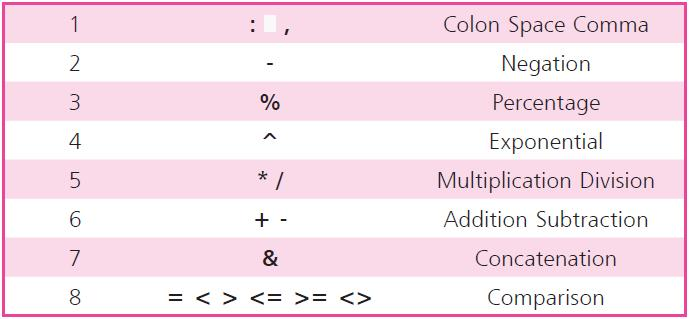 1 : , Colon Space Comma
2 - Negation
3 % Percentage
4 ^ Exponential
5 * / Multiplication Division
6 + - Addition Subtraction
7 & Concatenation
8 = < > <= >= <> Comparison